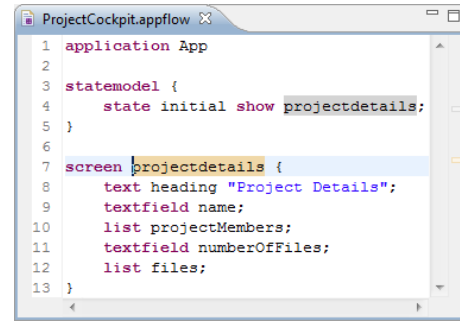 ProjectCockpit.appflow
1 application App
2
3 statemodel {
4     state initial show projectdetails;
5 }
6
7 screen projectdetails {
8     text heading "Project Details";
9     textfield name;
10     list projectMembers;
11     textfield numberOfFiles;
12     list files;
13 }